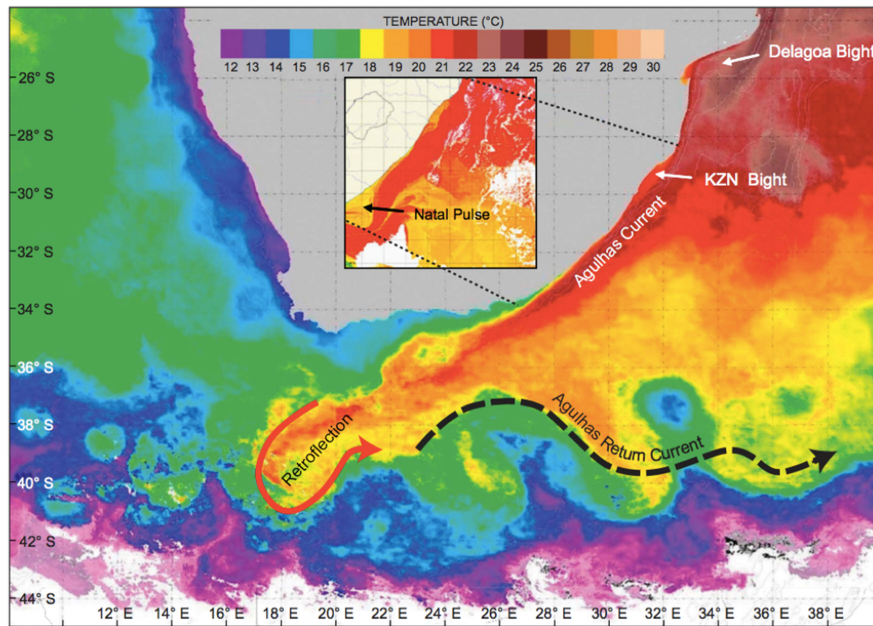 TEMPERATURE (°C)
12 13 14 15 16 17 18 19 20 21 22 23 24 25 26 27 28 29 30
Delagoa Bight
26° S
28° S
KZN Bight
30° S
Natal Pulse
Agulhas Current
32° S
34° S
36° S
Retroflection
Agulhas Return Current
38° S
40° S
42° S
44° S
12° E 14° E 16° E 18° E 20° E 22° E 24° E 26° E 28° E 30° E 32° E 34° E 36° E 38° E